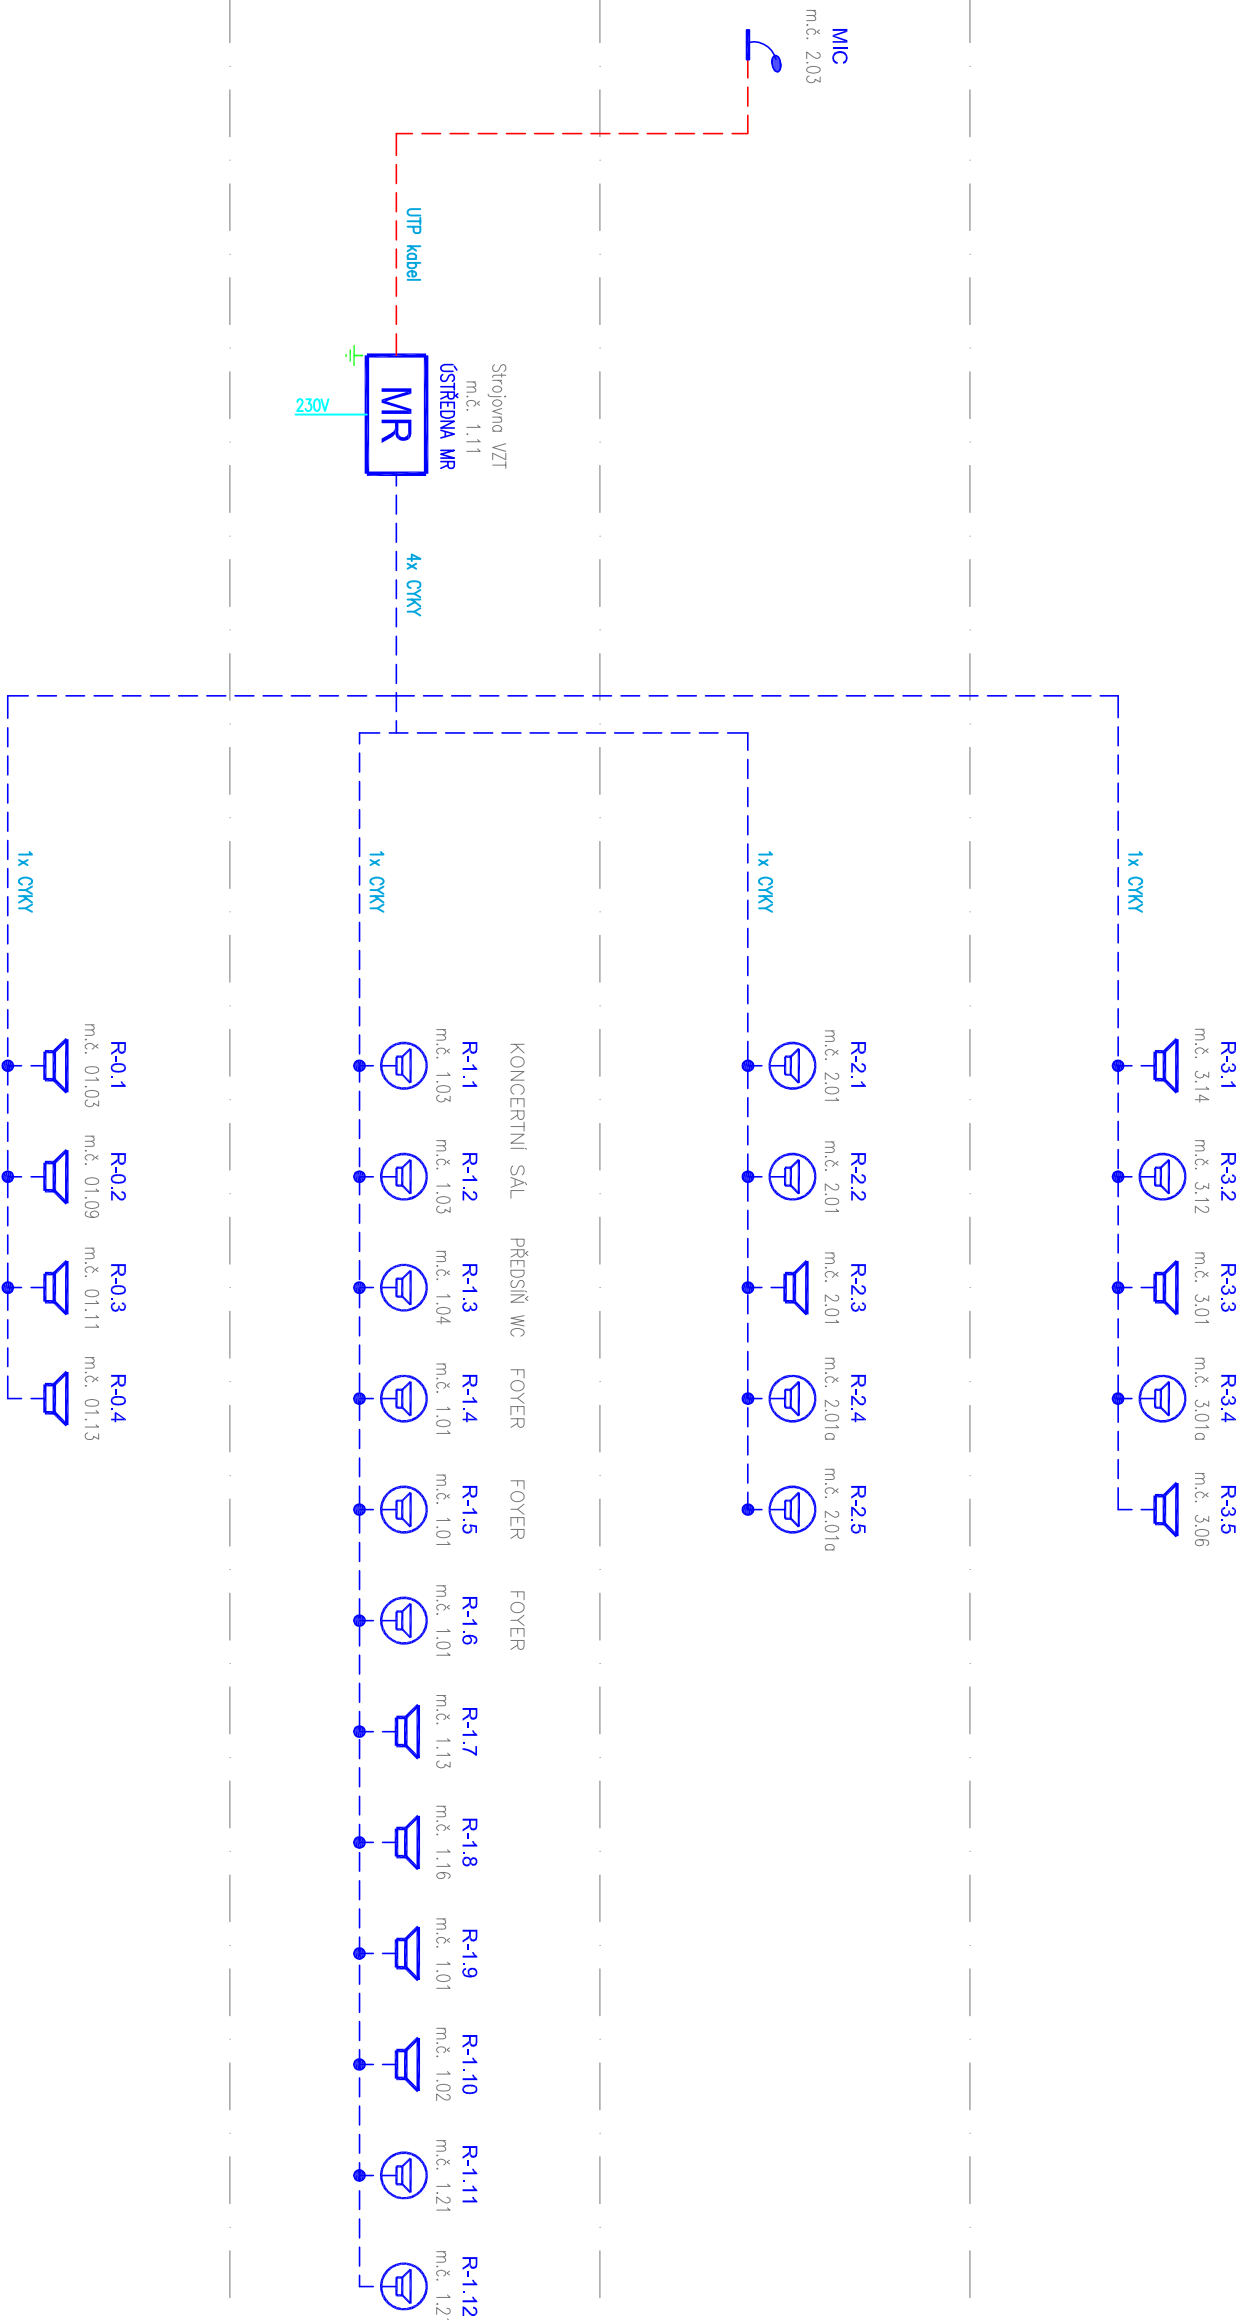 R-3.1
m.č. 3.14
R-3.2
m.č. 3.12
R-3.3
m.č. 3.01
R-3.4
m.č. 3.01a
R-3.5
m.č. 3.06
1x CYKY
MIC
m.č. 2.03
R-2.1
m.č. 2.01
R-2.2
m.č. 2.01
R-2.3
m.č. 2.01
R-2.4
m.č. 2.01a
R-2.5
m.č. 2.01a
1x CYKY
Strojovna VZT
m.č. 1.11
ÚSTŘEDNA MR
MR
UTP kabel
230V
4x CYKY
KONCERTNÍ SÁL
PŘEDSÍŇ WC
FOYER
FOYER
FOYER
R-1.1
m.č. 1.03
R-1.2
m.č. 1.03
R-1.3
m.č. 1.04
R-1.4
m.č. 1.01
R-1.5
m.č. 1.01
R-1.6
m.č. 1.01
R-1.7
m.č. 1.13
R-1.8
m.č. 1.16
R-1.9
m.č. 1.01
R-1.10
m.č. 1.02
R-1.11
m.č. 1.21
R-1.12
m.č.
1x CYKY
R-0.1
m.č. 01.03
R-0.2
m.č. 01.09
R-0.3
m.č. 01.11
R-0.4
m.č. 01.13
1x CYKY